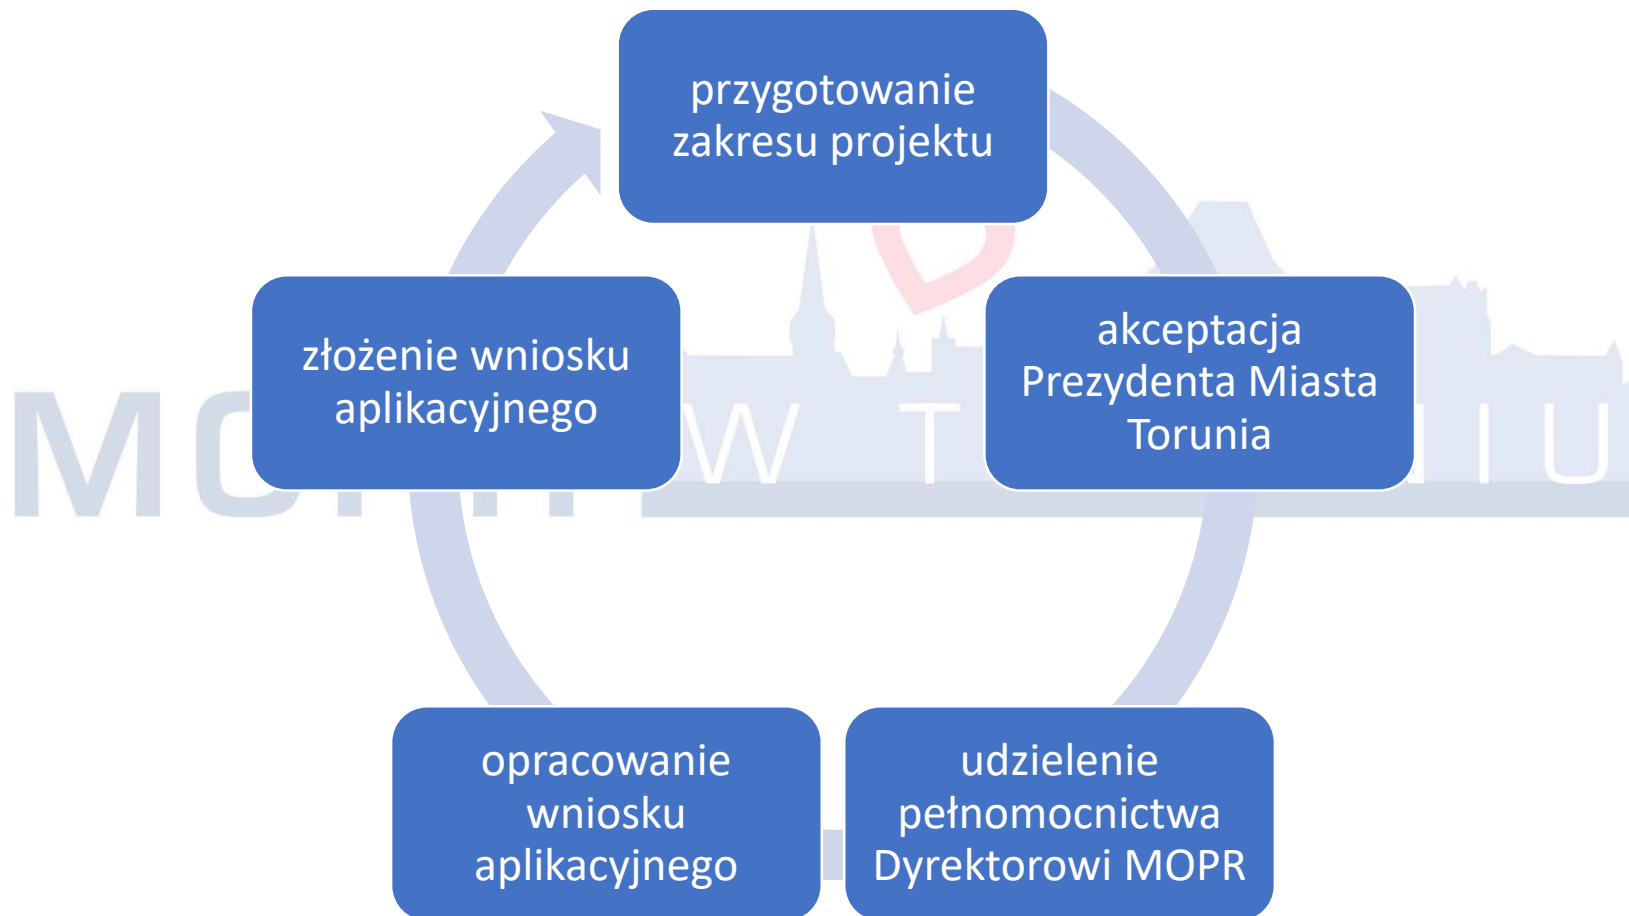 przygotowanie
zakresu projektu
akceptacja
Prezydenta Miasta
Torunia
udzielenie
pełnomocnictwa
Dyrektorowi MOPR
opracowanie
wniosku
aplikacyjnego
złożenie wniosku
aplikacyjnego
W T